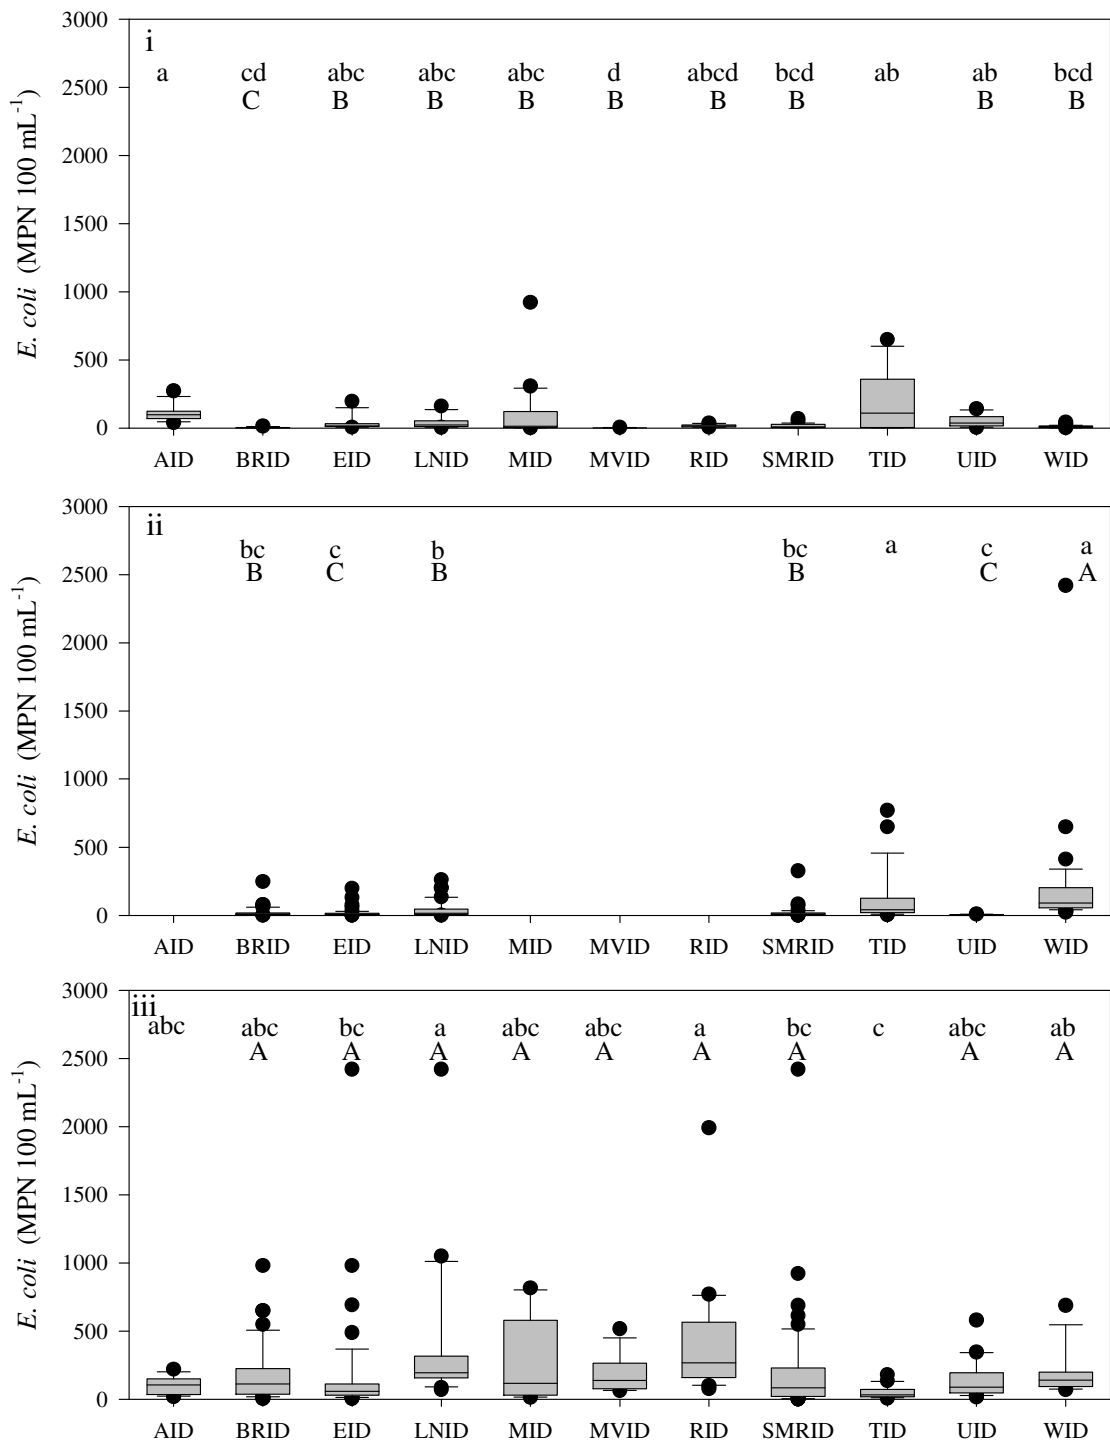 3000
i
a cd abc abc abc d abcd bcd ab ab bcd
2500
C B B B B B B B B
2000
1500
1000
500
0
E. coli (MPN 100 mL-1)
AID BRID EID LNID MID MVID RID SMRID TID UID WID
3000
ii
bc c b bc a c a
2500
B C B B C A
2000
1500
1000
500
0
E. coli (MPN 100 mL-1)
AID BRID EID LNID MID MVID RID SMRID TID UID WID
3000
iii
abc abc bc a abc abc a bc c abc ab
A A A A A A A A A
2500
2000
1500
1000
500
0
E. coli (MPN 100 mL-1)
AID BRID EID LNID MID MVID RID SMRID TID UID WID